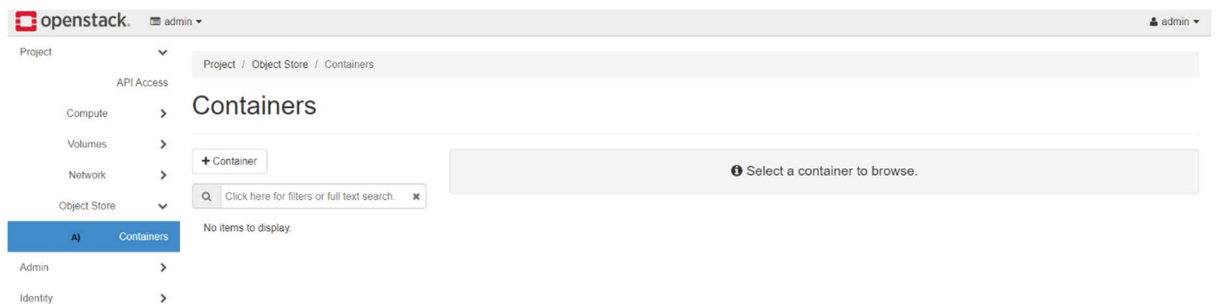 openstack. admin admin
Project
API Access
Compute
Volumes
Network
Object Store
A) Containers
Admin
Identity
Project / Object Store / Containers
Containers
+ Container
Click here for filters or full text search.
No items to display.
Select a container to browse.